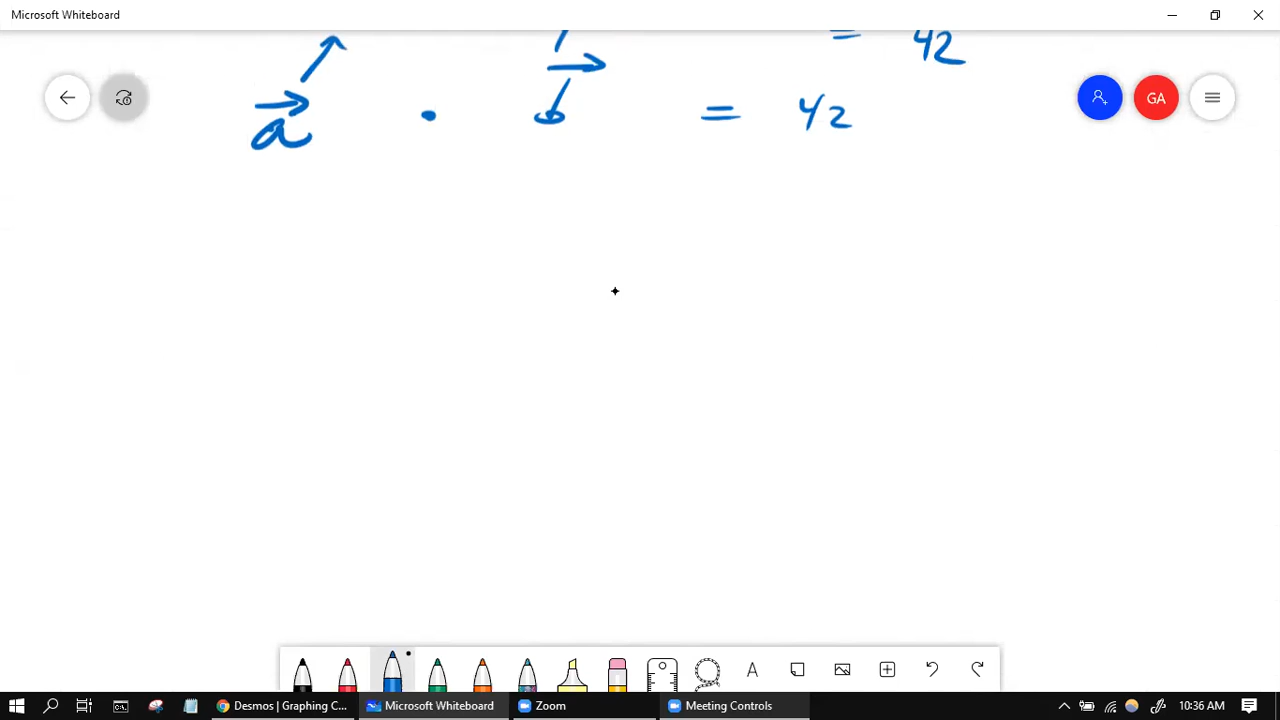 Microsoft Whiteboard
= 42
a · b = 42
GA
A
Desmos | Graphing C...
Microsoft Whiteboard
Zoom
Meeting Controls
10:36 AM